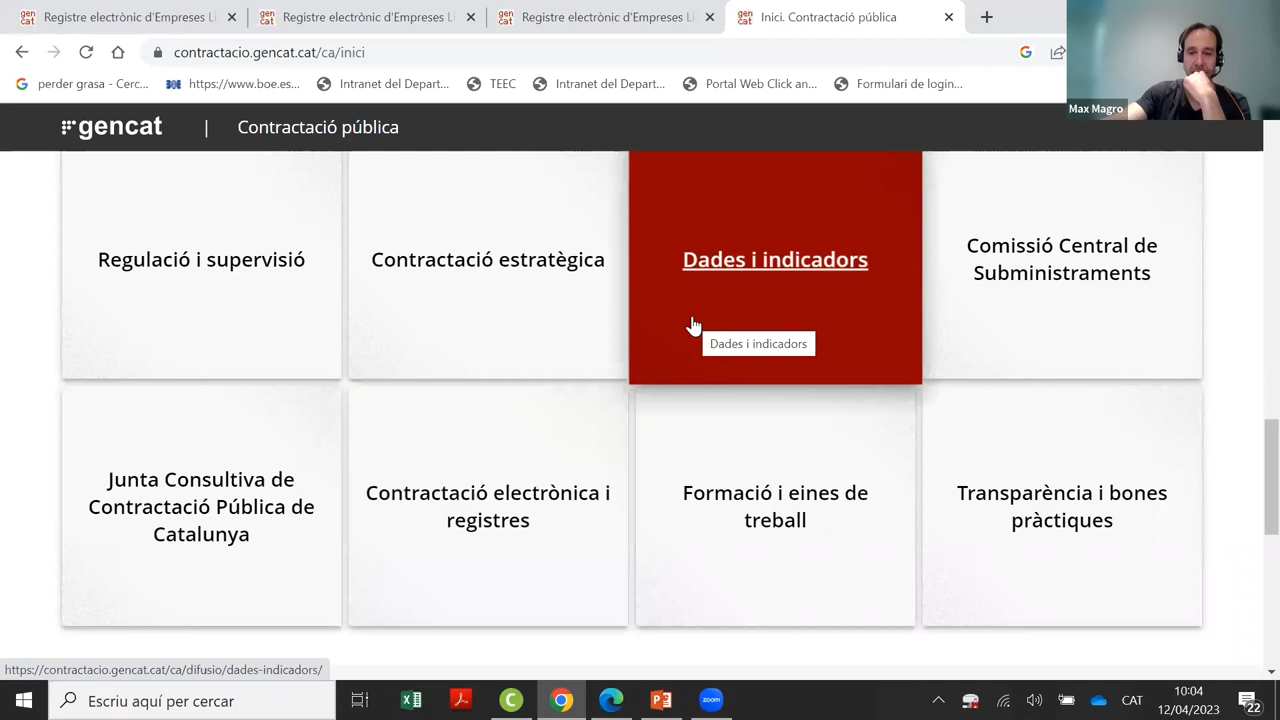 Registre electrònic d'Empreses Li
Registre electrònic d'Empreses Li
Registre electrònic d'Empreses Li
Inici. Contractació pública
contractacio.gencat.cat/ca/inici
perder grasa - Cerc...
https://www.boe.es...
Intranet del Depart...
TEEC
Intranet del Depart...
Portal Web Click an...
Formulari de login...
Max Magro
gencat
Contractació pública
Regulació i supervisió
Contractació estratègica
Dades i indicadors
Comissió Central de
Subministraments
Dades i indicadors
Junta Consultiva de
Contractació Pública de
Catalunya
Contractació electrònica i
registres
Formació i eines de
treball
Transparència i bones
pràctiques
https://contractacio.gencat.cat/ca/difusio/dades-indicadors/
Escriu aquí per cercar
zoom
CAT
10:04
12/04/2023
22